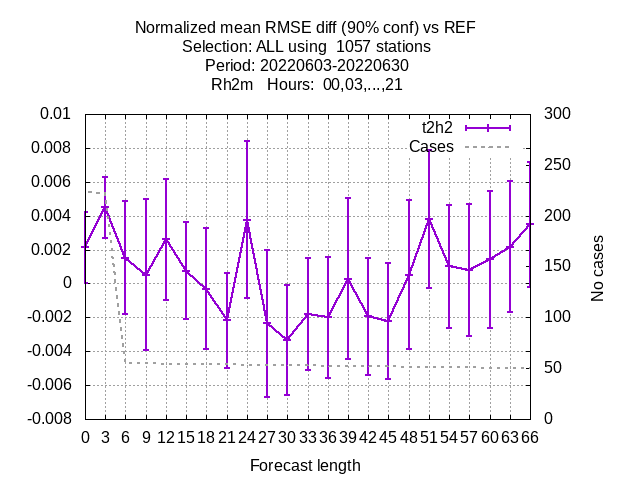 Normalized mean RMSE diff (90% conf) vs REF
Selection: ALL using  1057 stations
Period: 20220603-20220630
Rh2m   Hours:  00,03,...,21
0.01
0.008
0.006
0.004
0.002
0
-0.002
-0.004
-0.006
-0.008
t2h2
Cases
300
250
200
150
100
50
0
No cases
0 3 6 9 12 15 18 21 24 27 30 33 36 39 42 45 48 51 54 57 60 63 66
Forecast length